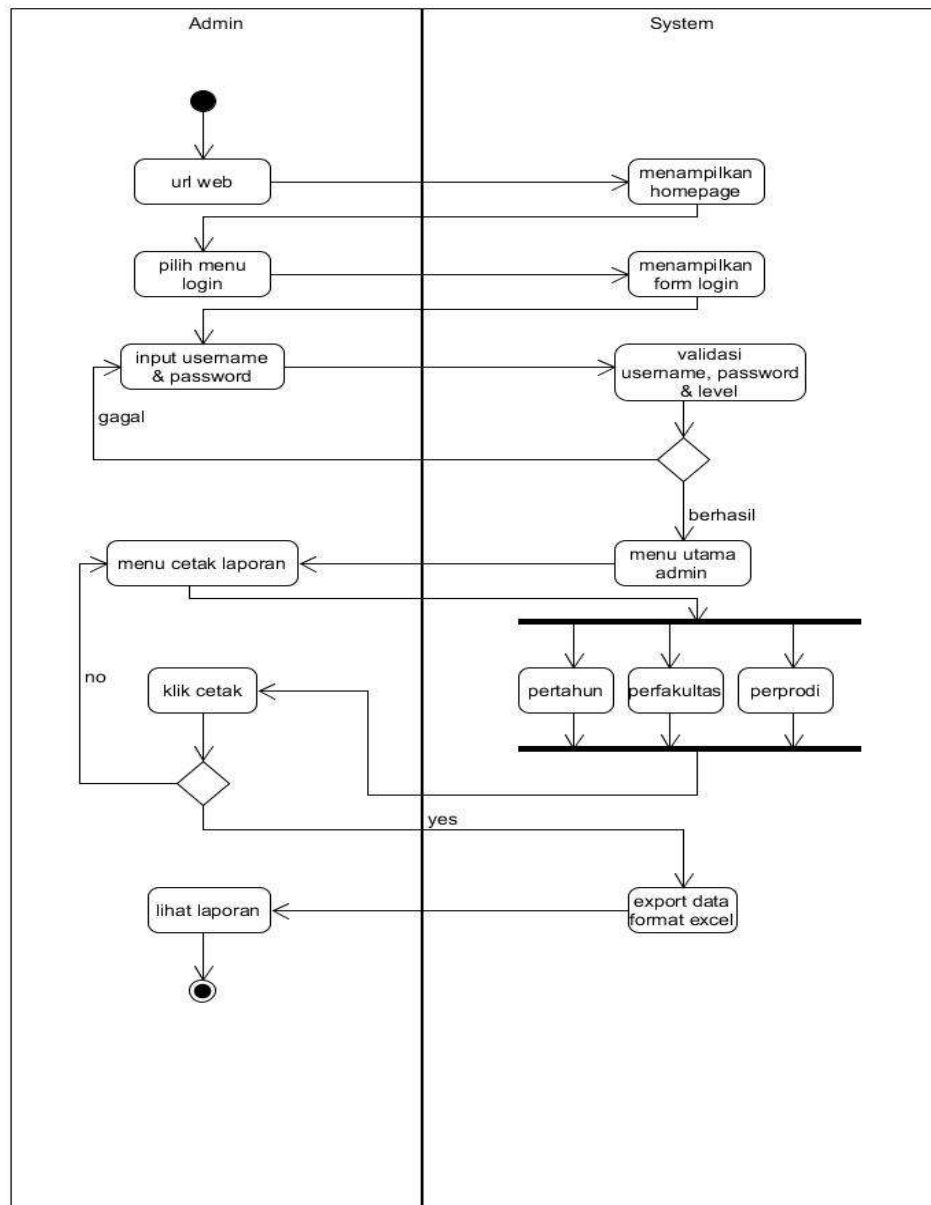 Admin
System
url web
menampilkan
homepage
pilih menu
login
menampilkan
form login
input username
& password
validasi
username, password
& level
gagal
berhasil
menu cetak laporan
menu utama
admin
no
klik cetak
pertahun
perfakultas
perprodi
yes
lihat laporan
export data
format excel